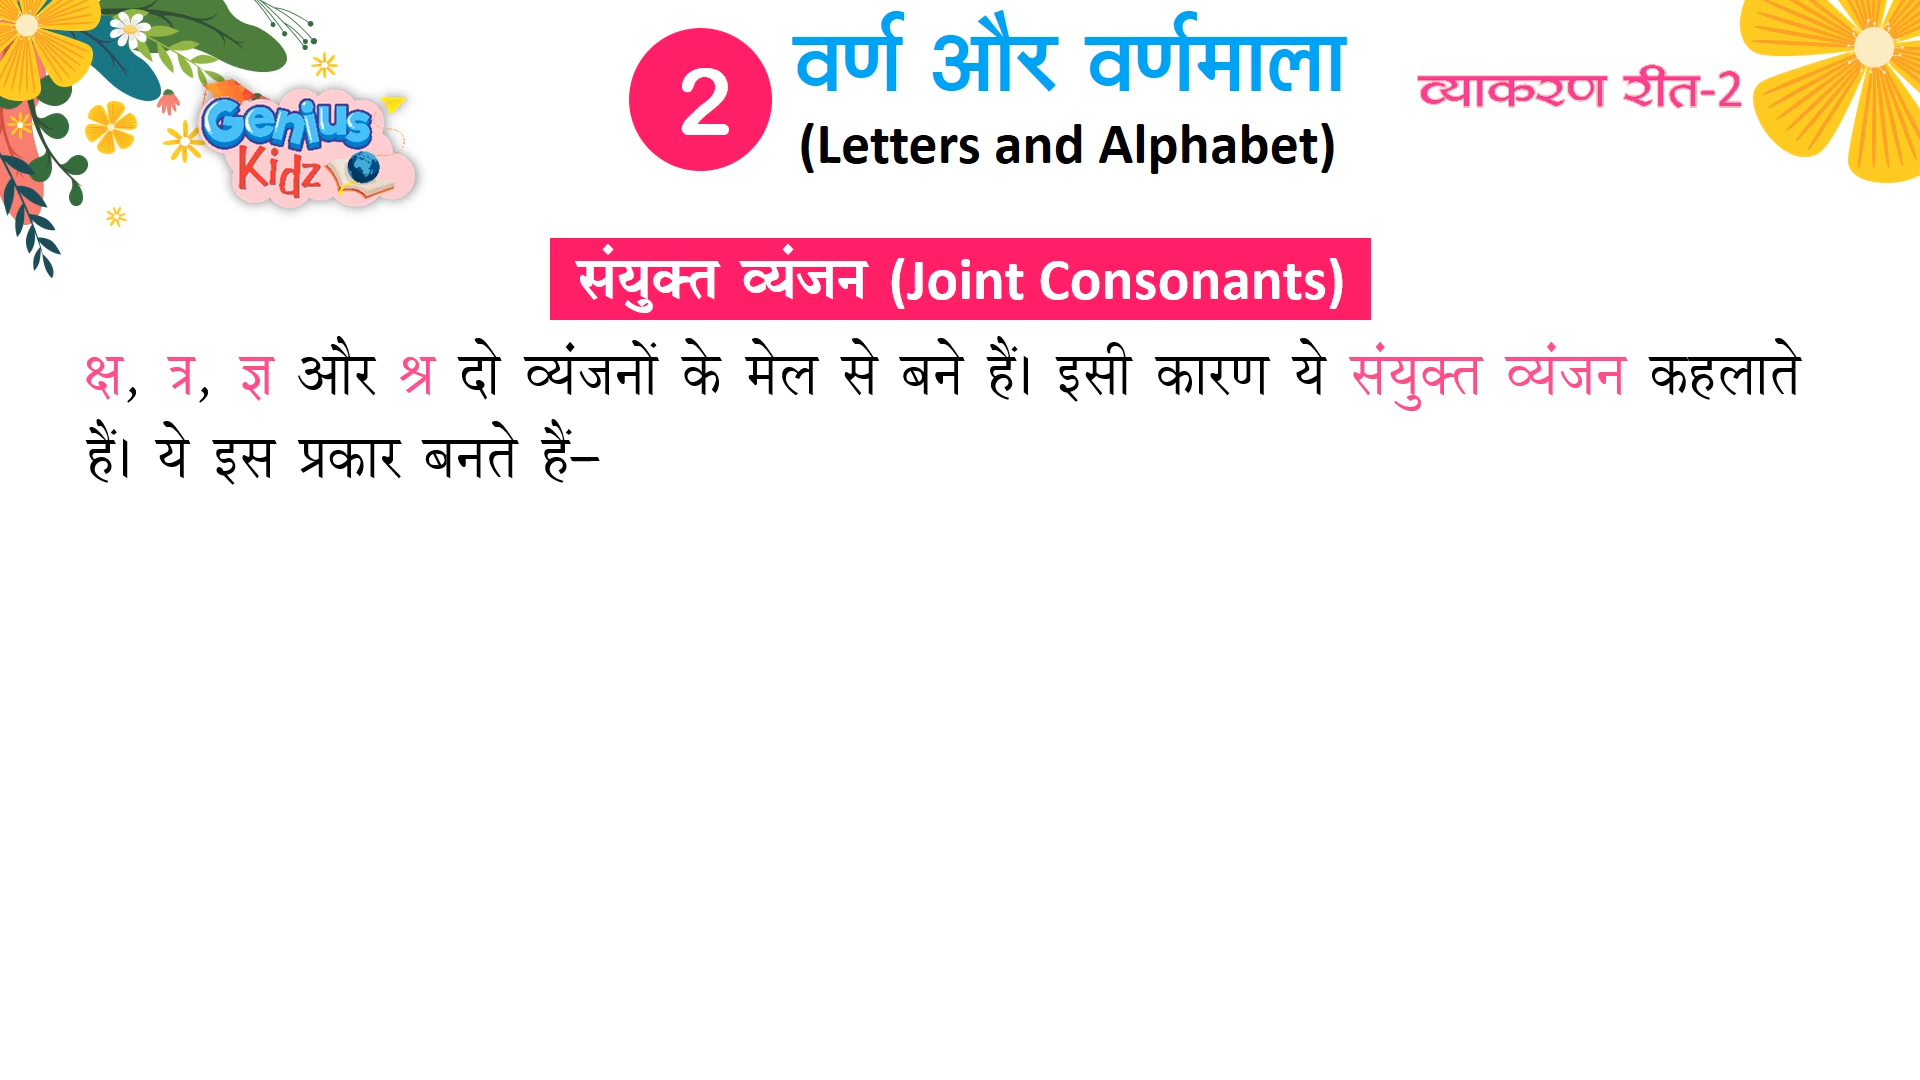 Genius
Kidz
2
वर्ण और वर्णमाला
(Letters and Alphabet)
व्याकरण रीत-2
संयुक्त व्यंजन (Joint Consonants)
क्ष, त्र, ज्ञ और श्र दो व्यंजनों के मेल से बने हैं। इसी कारण ये संयुक्त व्यंजन कहलाते
हैं। ये इस प्रकार बनते हैं–